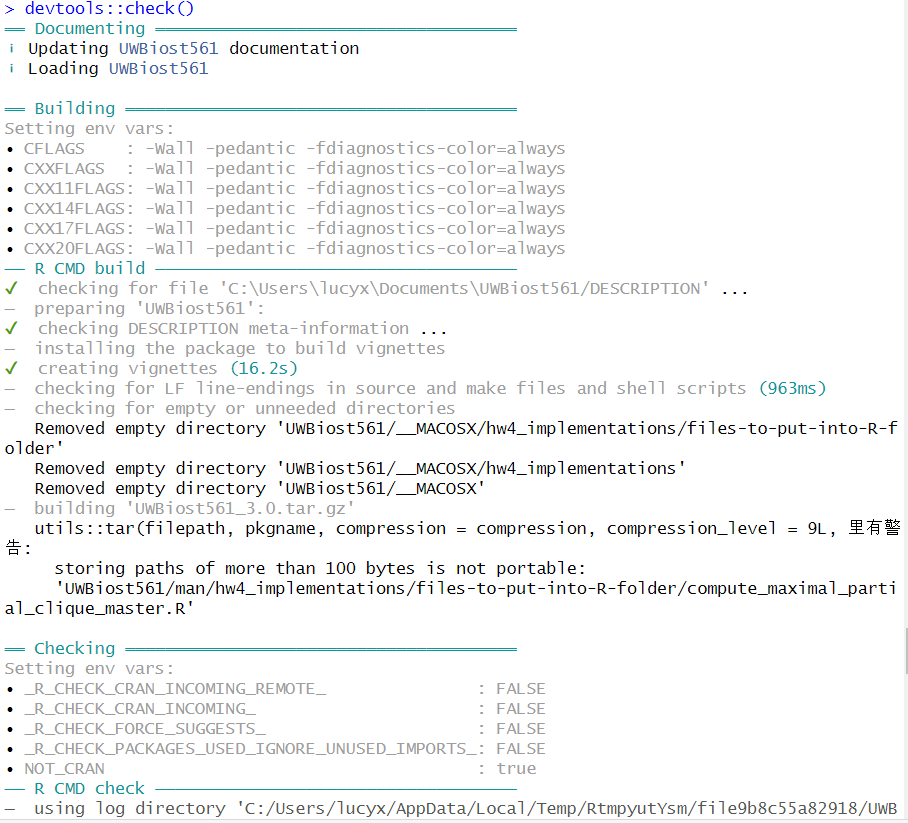 > devtools::check()
══ Documenting ═══════════════════════════════════
ℹ Updating UWBiost561 documentation
ℹ Loading UWBiost561
══ Building ══════════════════════════════════════
Setting env vars:
• CFLAGS    : -Wall -pedantic -fdiagnostics-color=always
• CXXFLAGS  : -Wall -pedantic -fdiagnostics-color=always
• CXX11FLAGS: -Wall -pedantic -fdiagnostics-color=always
• CXX14FLAGS: -Wall -pedantic -fdiagnostics-color=always
• CXX17FLAGS: -Wall -pedantic -fdiagnostics-color=always
• CXX20FLAGS: -Wall -pedantic -fdiagnostics-color=always
── R CMD build ───────────────────────────────────
✔  checking for file 'C:\Users\lucyx\Documents\UWBiost561/DESCRIPTION' ...
─  preparing 'UWBiost561':
✔  checking DESCRIPTION meta-information ...
─  installing the package to build vignettes
✔  creating vignettes (16.2s)
─  checking for LF line-endings in source and make files and shell scripts (963ms)
─  checking for empty or unneeded directories
   Removed empty directory 'UWBiost561/__MACOSX/hw4_implementations/files-to-put-into-R-f
older'
   Removed empty directory 'UWBiost561/__MACOSX/hw4_implementations'
   Removed empty directory 'UWBiost561/__MACOSX'
─  building 'UWBiost561_3.0.tar.gz'
   utils::tar(filepath, pkgname, compression = compression, compression_level = 9L, 里有警
告:
     storing paths of more than 100 bytes is not portable:
     'UWBiost561/man/hw4_implementations/files-to-put-into-R-folder/compute_maximal_parti
al_clique_master.R'
══ Checking ══════════════════════════════════════
Setting env vars:
• _R_CHECK_CRAN_INCOMING_REMOTE_               : FALSE
• _R_CHECK_CRAN_INCOMING_                      : FALSE
• _R_CHECK_FORCE_SUGGESTS_                     : FALSE
• _R_CHECK_PACKAGES_USED_IGNORE_UNUSED_IMPORTS_: FALSE
• NOT_CRAN                                     : true
── R CMD check ───────────────────────────────────
─  using log directory 'C:/Users/lucyx/AppData/Local/Temp/RtmpyutYsm/file9b8c55a82918/UWB